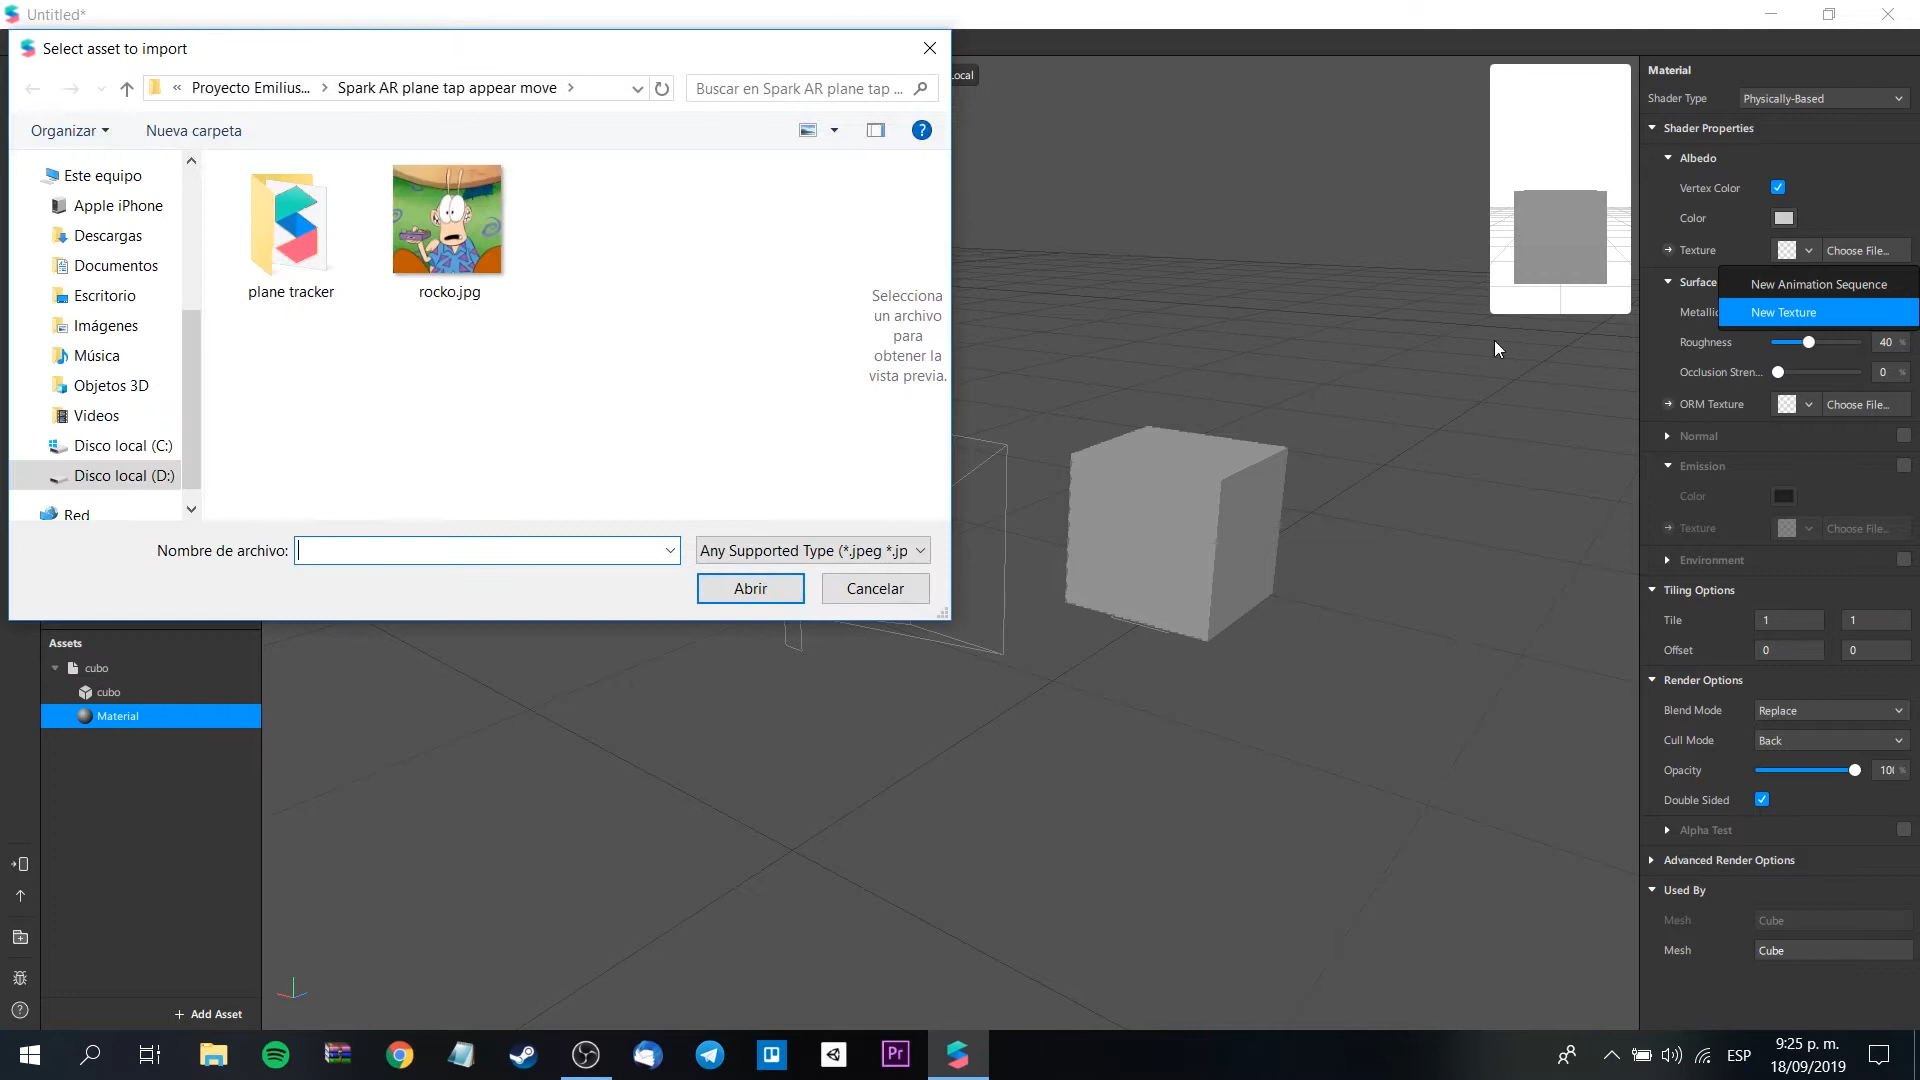 Untitled*
Select asset to import
« Proyecto Emilius... > Spark AR plane tap appear move >
Buscar en Spark AR plane tap ...
Organizar
Nueva carpeta
Este equipo
Apple iPhone
Descargas
Documentos
Escritorio
Imágenes
Música
Objetos 3D
Videos
Disco local (C:)
Disco local (D:)
Red
plane tracker
rocko.jpg
Selecciona
un archivo
para
obtener la
vista previa.
Nombre de archivo:
Any Supported Type (*.jpeg *.jp
Abrir
Cancelar
ocal
Assets
cubo
cubo
Material
+ Add Asset
Material
Shader Type
Physically-Based
Shader Properties
Albedo
Vertex Color
Color
Texture
Choose File...
Surface
New Animation Sequence
New Texture
Metallic
Roughness
40 %
Occlusion Stren...
0 %
ORM Texture
Choose File...
Normal
Emission
Color
Texture
Choose File...
Environment
Tiling Options
Tile
1
1
Offset
0
0
Render Options
Blend Mode
Replace
Cull Mode
Back
Opacity
100 %
Double Sided
Alpha Test
Advanced Render Options
Used By
Mesh
Cube
Mesh
Cube
Pr
ESP
9:25 p. m.
18/09/2019